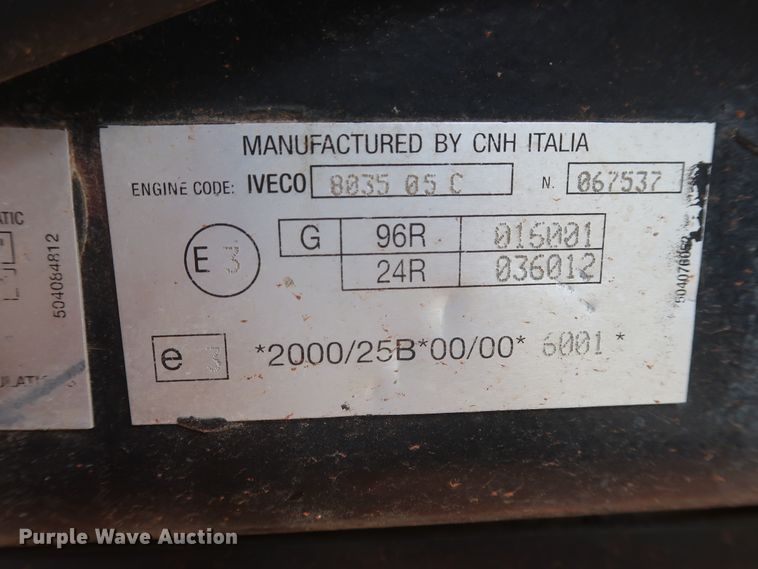 MANUFACTURED BY CNH ITALIA
ENGINE CODE: IVECO 8035 05 C N. 067537
E 3 G 96R 015001
24R 036012
e 3 *2000/25B*00/00* 6001 *
504084812
Purple Wave Auction